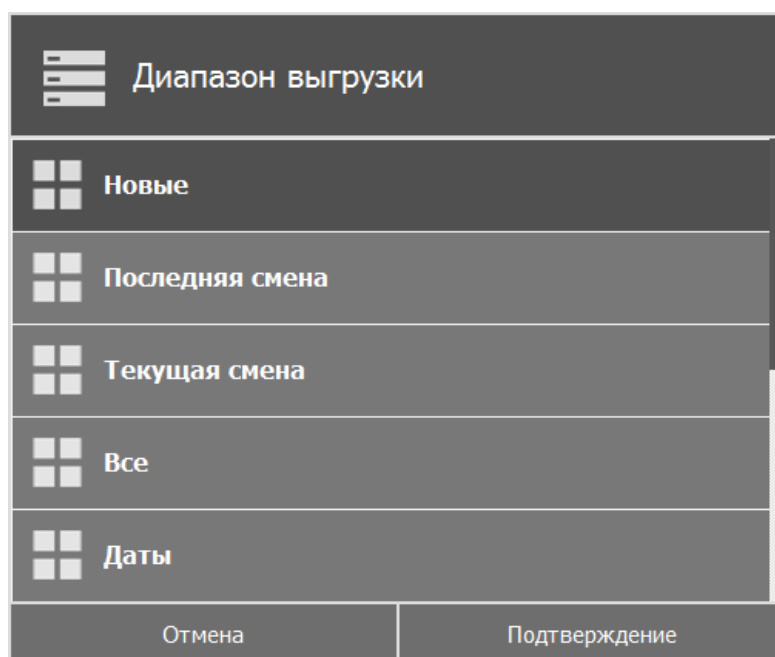 Диапазон выгрузки
Новые
Последняя смена
Текущая смена
Все
Даты
Отмена
Подтверждение